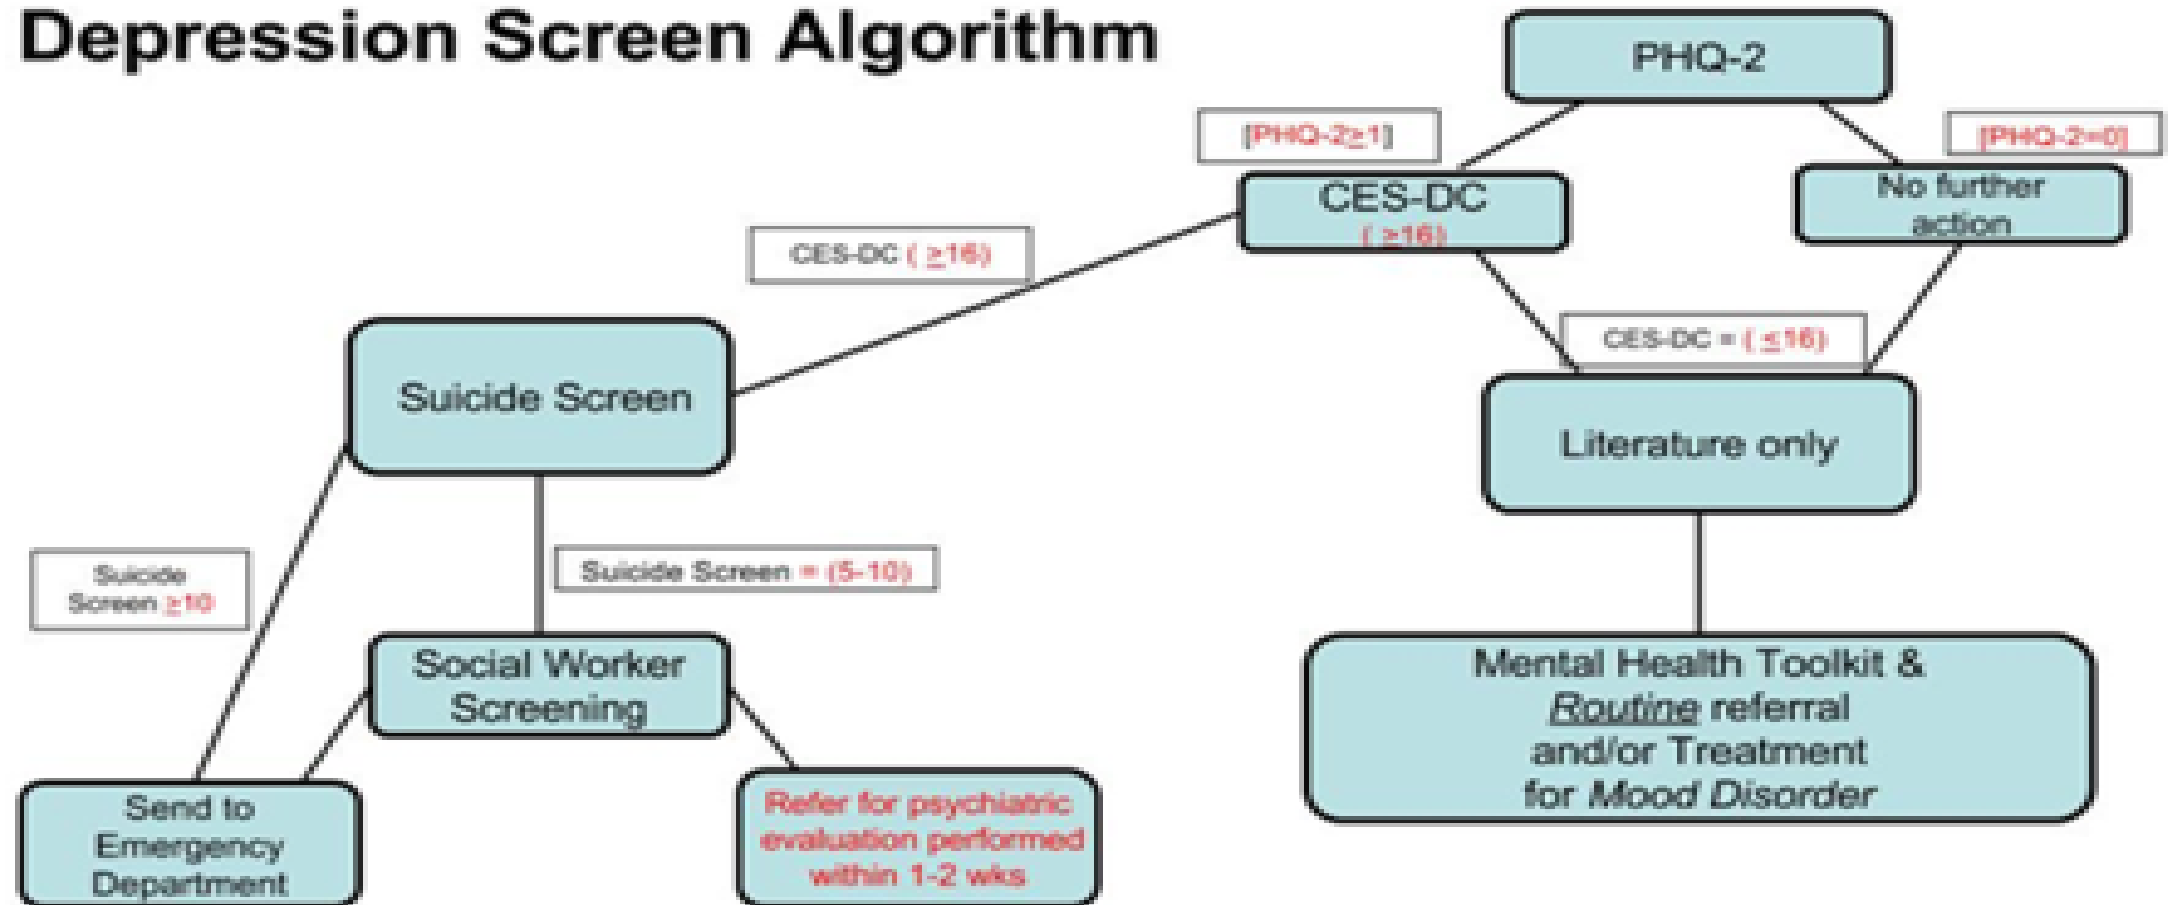 Depression Screen Algorithm
PHQ-2
[PHQ-2≥1]
[PHQ-2=0]
CES-DC
( ≥16)
No further
action
CES-DC ( ≥16)
CES-DC = ( ≤16)
Suicide Screen
Literature only
Suicide
Screen ≥10
Suicide Screen = (5-10)
Social Worker
Screening
Mental Health Toolkit &
Routine referral
and/or Treatment
for Mood Disorder
Send to
Emergency
Department
Refer for psychiatric
evaluation performed
within 1-2 wks